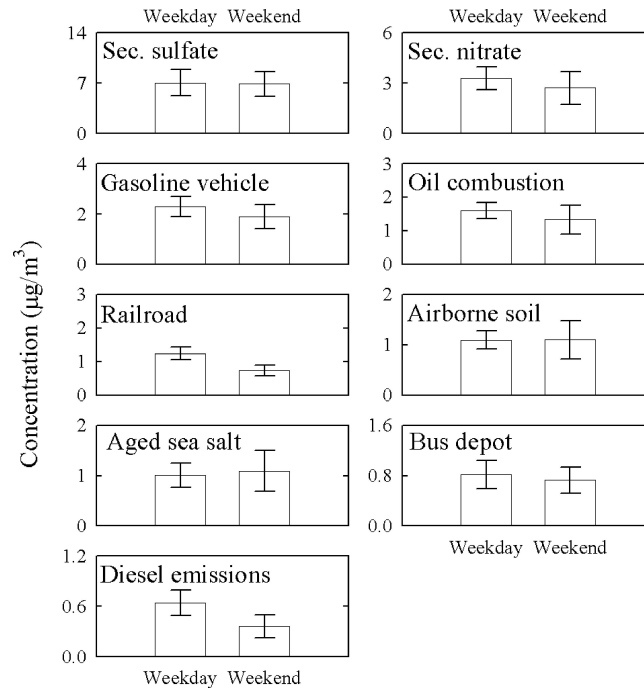 Weekday Weekend Weekday Weekend
14
Sec. sulfate
7
0
6
Sec. nitrate
3
0
4
Gasoline vehicle
2
0
3
Oil combustion
2
1
0
3
Railroad
2
1
0
2
Airborne soil
1
0
2
Aged sea salt
1
0
1.6
Bus depot
0.8
0.0
Weekday Weekend
1.2
Diesel emissions
0.6
0.0
Weekday Weekend
Concentration (μg/m³)